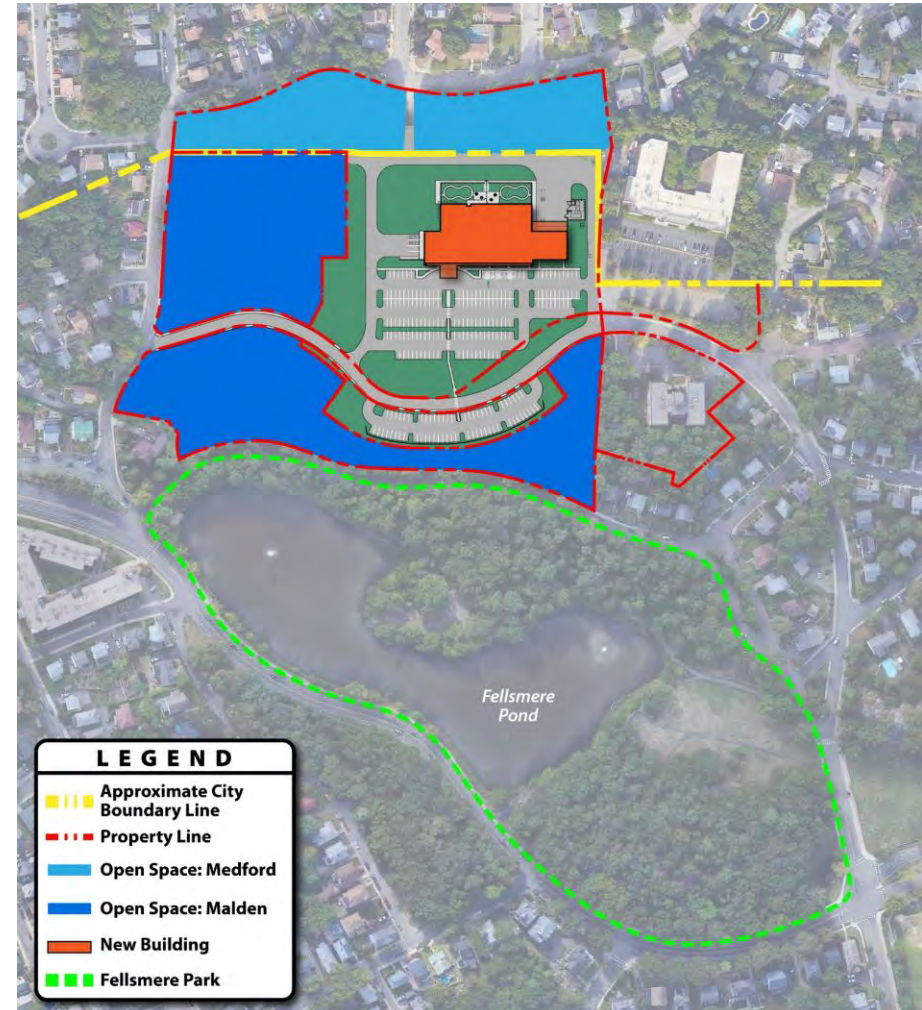 Fellsmere
Pond
LEGEND
Approximate City
Boundary Line
Property Line
Open Space: Medford
Open Space: Malden
New Building
Fellsmere Park